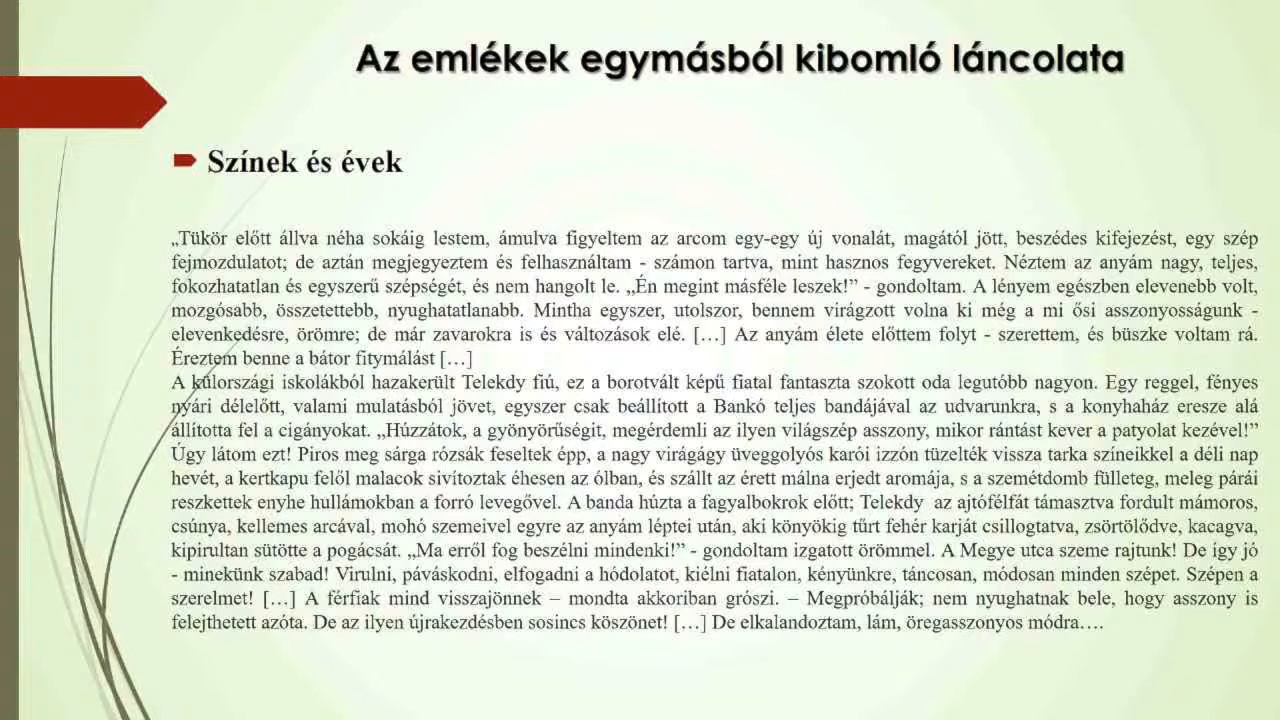 Az emlékek egymásból kibomló láncolata
Színek és évek
„Tükör előtt állva néha sokáig lestem, ámulva figyeltem az arcom egy-egy új vonalát, magától jött, beszédes kifejezést, egy szép
fejmozdulatot; de aztán megjegyeztem és felhasználtam - számon tartva, mint hasznos fegyvereket. Néztem az anyám nagy, teljes,
fokozhatatlan és egyszerű szépségét, és nem hangolt le. „Én megint másféle leszek!” - gondoltam. A lényem egészben elevenebb volt,
mozgósabb, összetettebb, nyughatatlanabb. Mintha egyszer, utolszor, bennem virágzott volna ki még a mi ősi asszonyosságunk -
elevenkedésre, örömre; de már zavarokra is és változások elé. […] Az anyám élete előttem folyt - szerettem, és büszke voltam rá.
Éreztem benne a bátor fitymálást […]
A külországi iskolákból hazakerült Telekdy fiú, ez a borotvált képű fiatal fantaszta szokott oda legutóbb nagyon. Egy reggel, fényes
nyári délelőtt, valami mulatásból jövet, egyszer csak beállított a Bankó teljes bandájával az udvarunkra, s a konyhaház eresze alá
állította fel a cigányokat. „Húzzátok, a gyönyörűségit, megérdemli az ilyen világszép asszony, mikor rántást kever a patyolat kezével!”
Úgy látom ezt! Piros meg sárga rózsák feseltek épp, a nagy virágágy üveggolyós karói izzón tüzelték vissza tarka színeikkel a déli nap
hevét, a kertkapu felől malacok sivítoztak éhesen az ólban, és szállt az érett málna erjedt aromája, s a szemétdomb fülleteg, meleg párái
reszkettek enyhe hullámokban a forró levegővel. A banda húzta a fagyalbokrok előtt; Telekdy az ajtófélfát támasztva fordult mámoros,
csúnya, kellemes arcával, mohó szemeivel egyre az anyám léptei után, aki könyökig tűrt fehér karját csillogtatva, zsörtölődve, kacagva,
kipirultan sütötte a pogácsát. „Ma erről fog beszélni mindenki!” - gondoltam izgatott örömmel. A Megye utca szeme rajtunk! De így jó
- minekünk szabad! Virulni, páváskodni, elfogadni a hódolatot, kiélni fiatalon, kényünkre, táncosan, módosan minden szépet. Szépen a
szerelmet! […] A férfiak mind visszajönnek – mondta akkoriban grószi. – Megpróbálják; nem nyughatnak bele, hogy asszony is
felejthetett azóta. De az ilyen újrakezdésben sosincs köszönet! […] De elkalandoztam, lám, öregasszonyos módra….